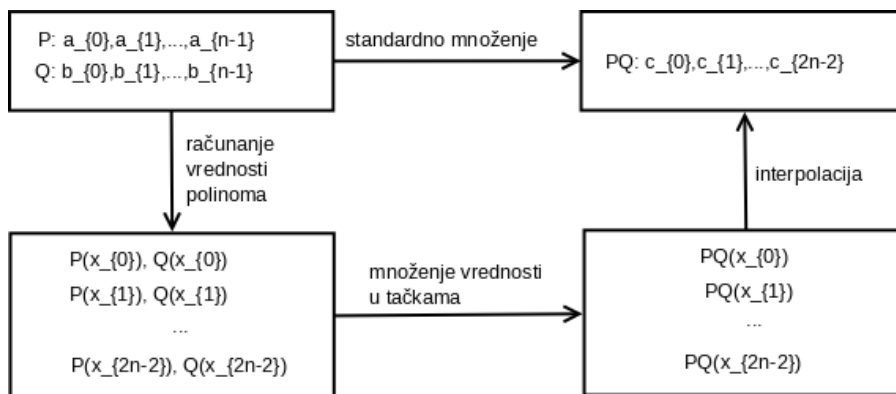 P: a_{0},a_{1},...,a_{n-1}
Q: b_{0},b_{1},...,b_{n-1}
standardno množenje
PQ: c_{0},c_{1},...,c_{2n-2}
računanje
vrednosti
polinoma
interpolacija
P(x_{0}), Q(x_{0})
P(x_{1}), Q(x_{1})
...
P(x_{2n-2}), Q(x_{2n-2})
množenje vrednosti
u tačkama
PQ(x_{0})
PQ(x_{1})
...
PQ(x_{2n-2})